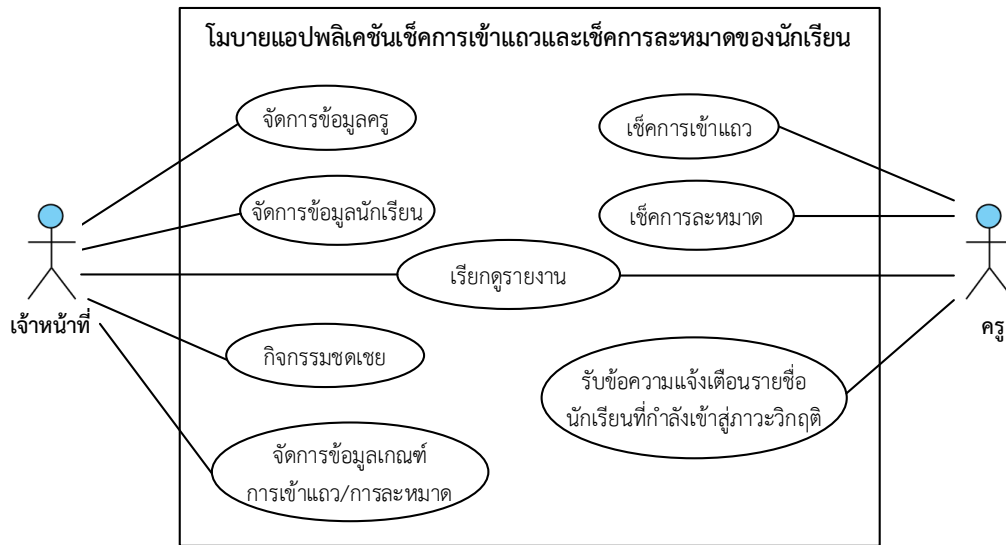 โมบายแอปพลิเคชันเช็คการเข้าแถวและเช็คการละหมาดของนักเรียน
จัดการข้อมูลครู
เช็คการเข้าแถว
จัดการข้อมูลนักเรียน
เช็คการละหมาด
เรียกดูรายงาน
เจ้าหน้าที่
ครู
กิจกรรมชดเชย
รับข้อความแจ้งเตือนรายชื่อ
นักเรียนที่กำลังเข้าสู่ภาวะวิกฤติ
จัดการข้อมูลเกณฑ์
การเข้าแถว/การละหมาด